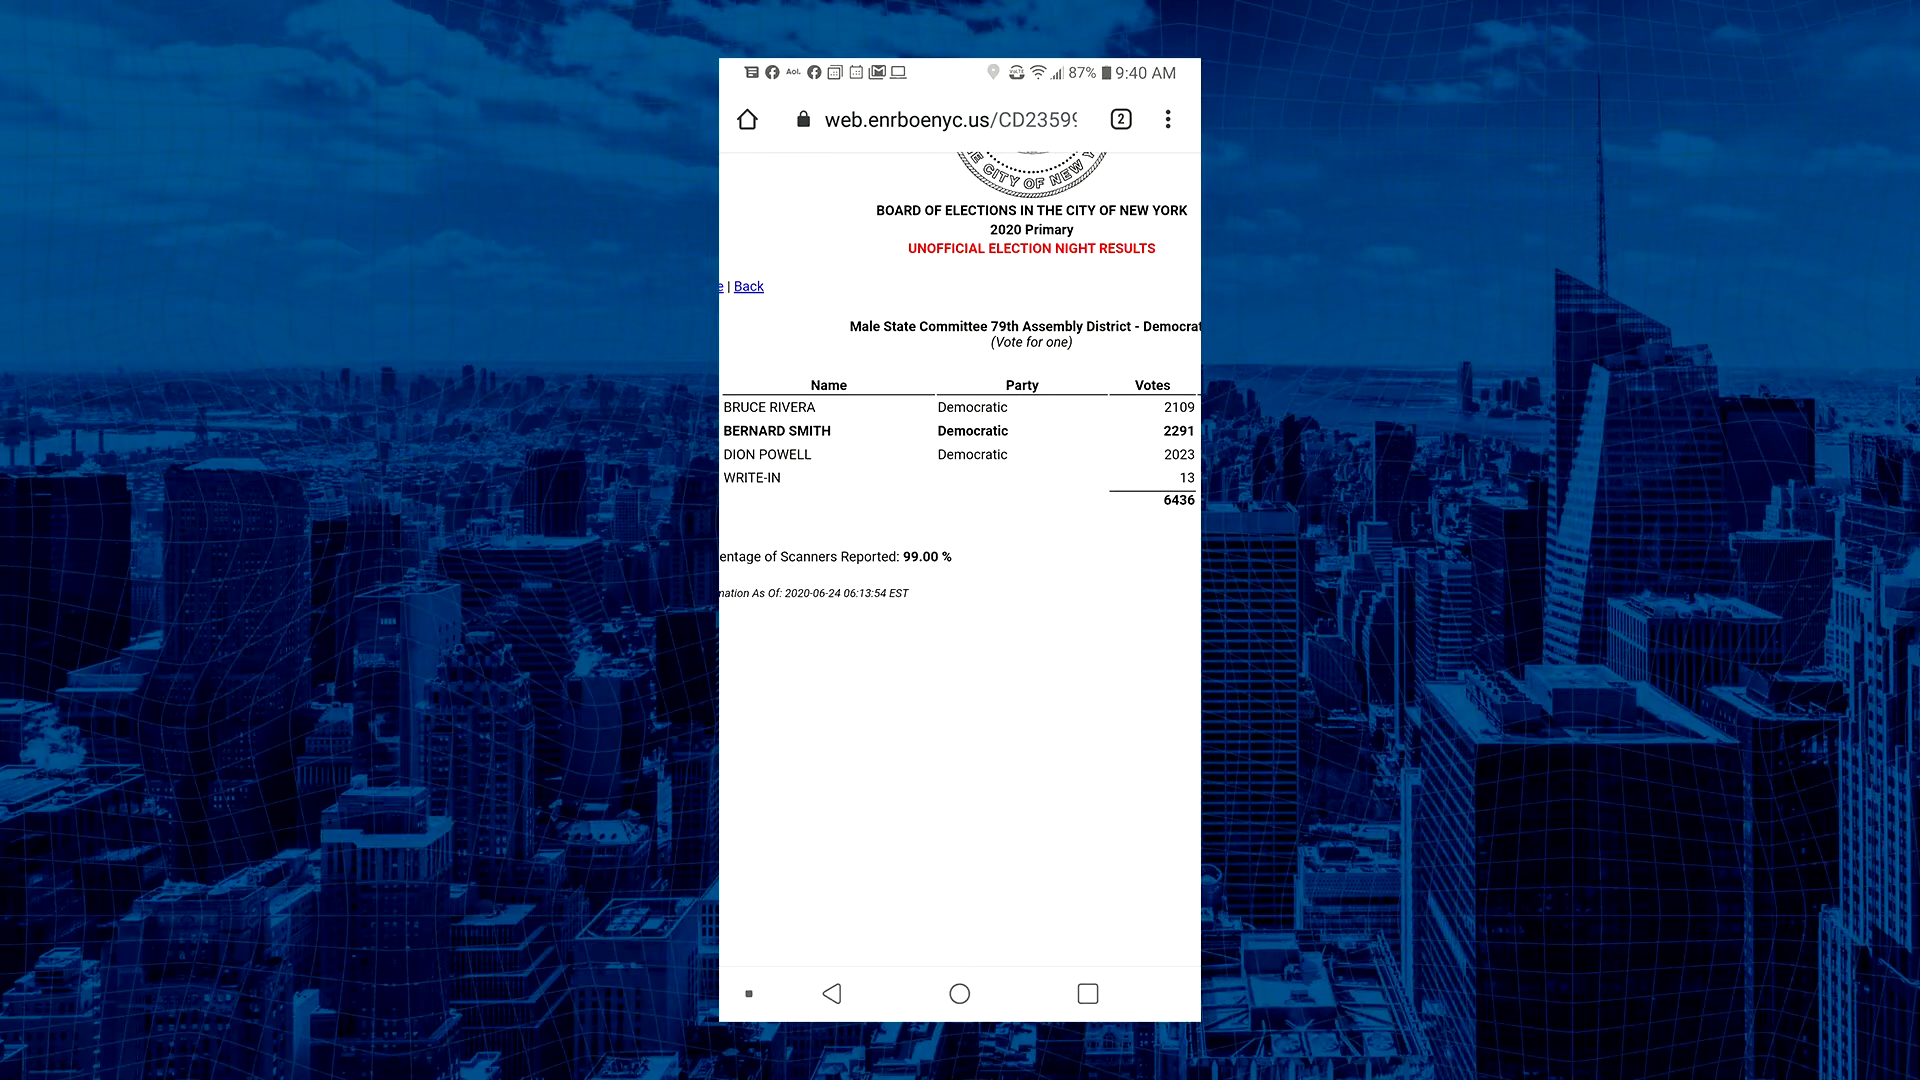 Aol. 87% 9:40 AM
web.enrboenyc.us/CD2359 2
CITY OF NEW
BOARD OF ELECTIONS IN THE CITY OF NEW YORK
2020 Primary
UNOFFICIAL ELECTION NIGHT RESULTS
e | Back
Male State Committee 79th Assembly District - Democrat
(Vote for one)
Name Party Votes
BRUCE RIVERA Democratic 2109
BERNARD SMITH Democratic 2291
DION POWELL Democratic 2023
WRITE-IN 13
6436
entage of Scanners Reported: 99.00 %
mation As Of: 2020-06-24 06:13:54 EST